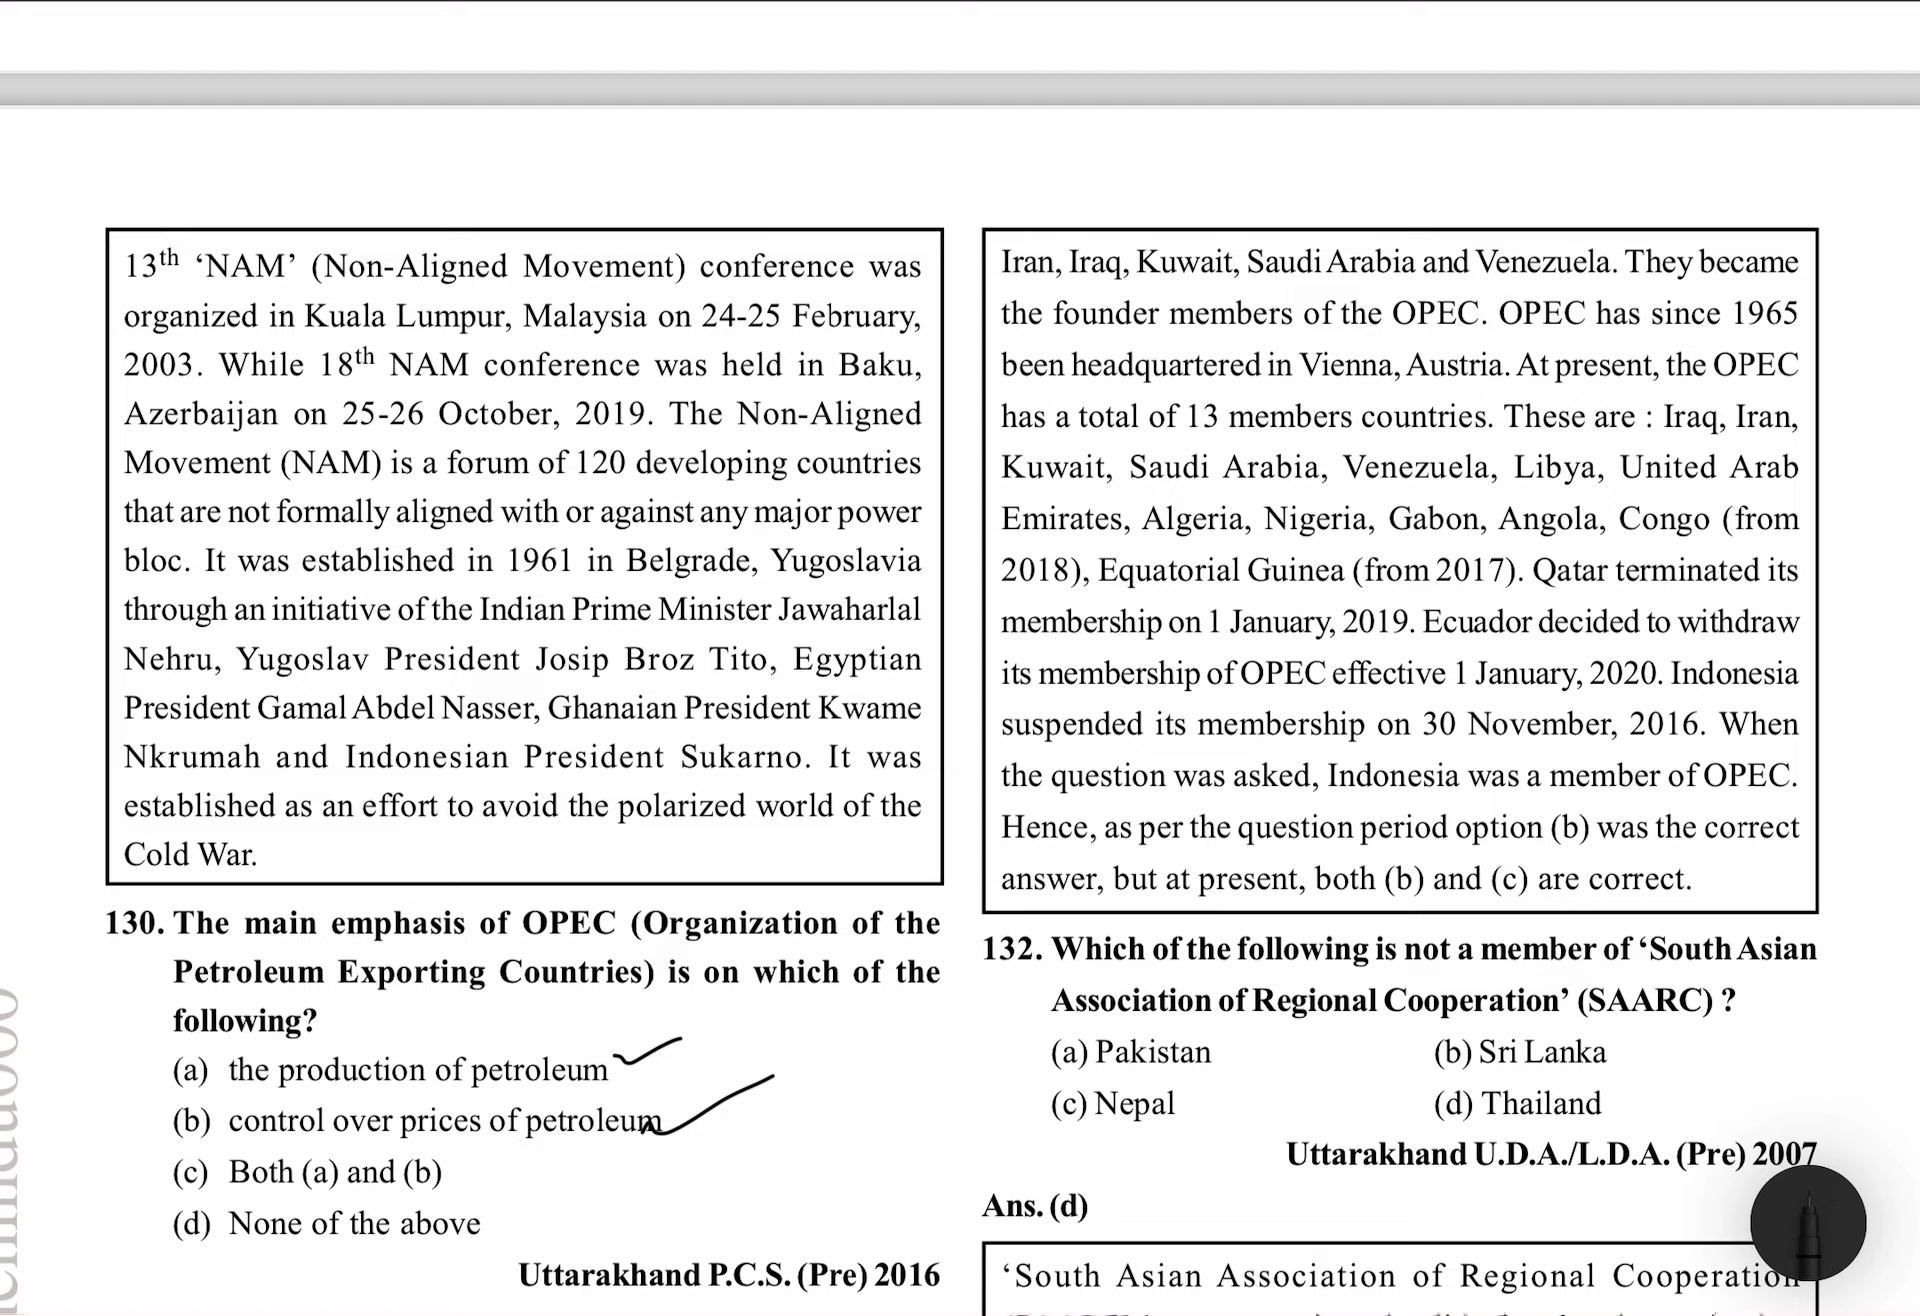 13th ‘NAM’ (Non-Aligned Movement) conference was
organized in Kuala Lumpur, Malaysia on 24-25 February,
2003. While 18th NAM conference was held in Baku,
Azerbaijan on 25-26 October, 2019. The Non-Aligned
Movement (NAM) is a forum of 120 developing countries
that are not formally aligned with or against any major power
bloc. It was established in 1961 in Belgrade, Yugoslavia
through an initiative of the Indian Prime Minister Jawaharlal
Nehru, Yugoslav President Josip Broz Tito, Egyptian
President Gamal Abdel Nasser, Ghanaian President Kwame
Nkrumah and Indonesian President Sukarno. It was
established as an effort to avoid the polarized world of the
Cold War.
130. The main emphasis of OPEC (Organization of the
Petroleum Exporting Countries) is on which of the
following?
(a) the production of petroleum
(b) control over prices of petroleum
(c) Both (a) and (b)
(d) None of the above
Uttarakhand P.C.S. (Pre) 2016
Iran, Iraq, Kuwait, Saudi Arabia and Venezuela. They became
the founder members of the OPEC. OPEC has since 1965
been headquartered in Vienna, Austria. At present, the OPEC
has a total of 13 members countries. These are : Iraq, Iran,
Kuwait, Saudi Arabia, Venezuela, Libya, United Arab
Emirates, Algeria, Nigeria, Gabon, Angola, Congo (from
2018), Equatorial Guinea (from 2017). Qatar terminated its
membership on 1 January, 2019. Ecuador decided to withdraw
its membership of OPEC effective 1 January, 2020. Indonesia
suspended its membership on 30 November, 2016. When
the question was asked, Indonesia was a member of OPEC.
Hence, as per the question period option (b) was the correct
answer, but at present, both (b) and (c) are correct.
132. Which of the following is not a member of ‘South Asian
Association of Regional Cooperation’ (SAARC) ?
(a) Pakistan (b) Sri Lanka
(c) Nepal (d) Thailand
Uttarakhand U.D.A./L.D.A. (Pre) 2007
Ans. (d)
‘South Asian Association of Regional Cooperation